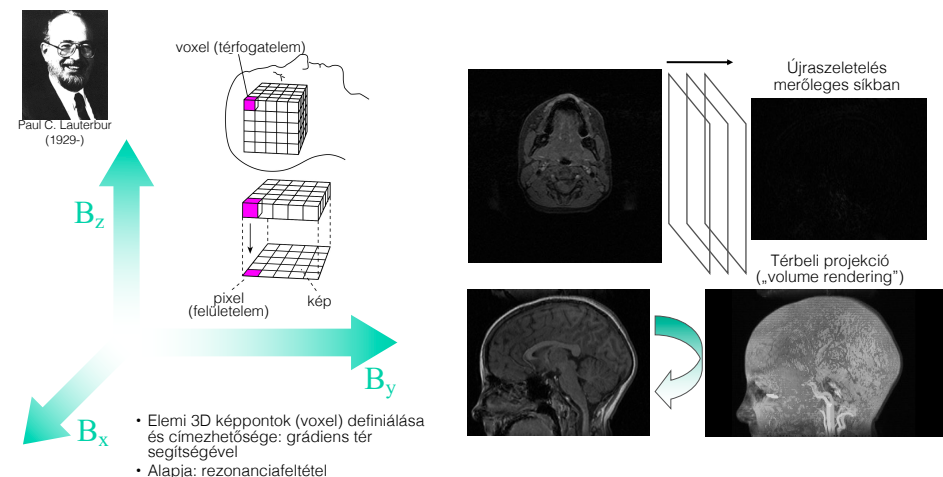 voxel (térfogatelem)
Paul C. Lauterbur
(1929-)
Bz
By
Bx
pixel
(felületelem)
kép
• Elemi 3D képpontok (voxel) definiálása
és címezhetősége: grádiens tér
segítségével
• Alapja: rezonanciafeltétel
Újraszeletelés
merőleges síkban
Térbeli projekció
(„volume rendering”)